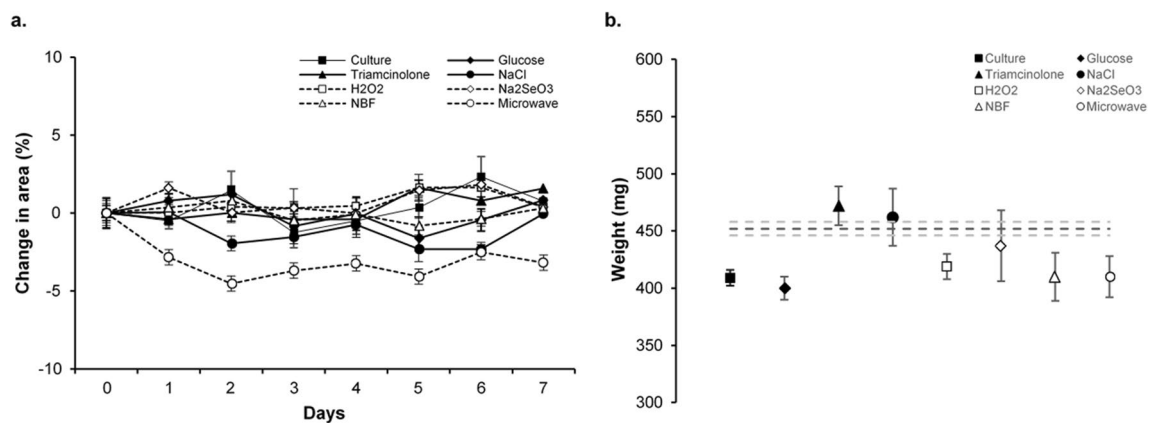 a.
10
5
0
-5
-10
Change in area (%)
Culture
Glucose
Triamcinolone
NaCl
H2O2
Na2SeO3
NBF
Microwave
0 1 2 3 4 5 6 7
Days
b.
600
550
500
450
400
350
300
Weight (mg)
Culture
Glucose
Triamcinolone
NaCl
H2O2
Na2SeO3
NBF
Microwave